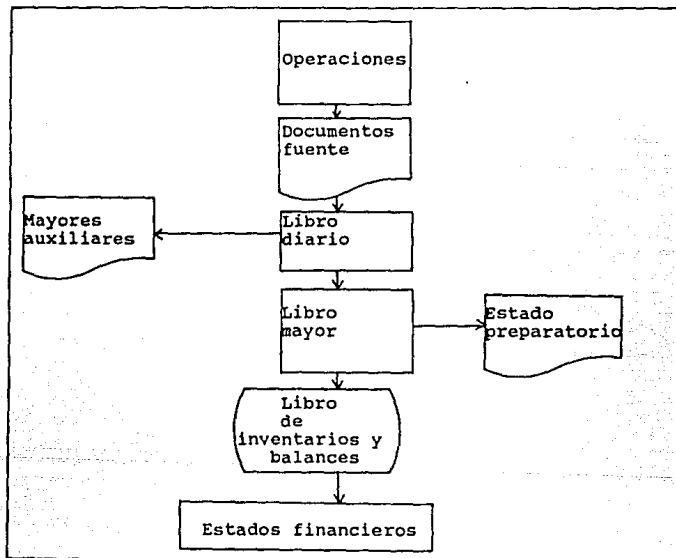 Operaciones
Documentos
fuente
Mayores
auxiliares
Libro
diario
Libro
mayor
Estado
preparatorio
Libro
de
inventarios y
balances
Estados financieros